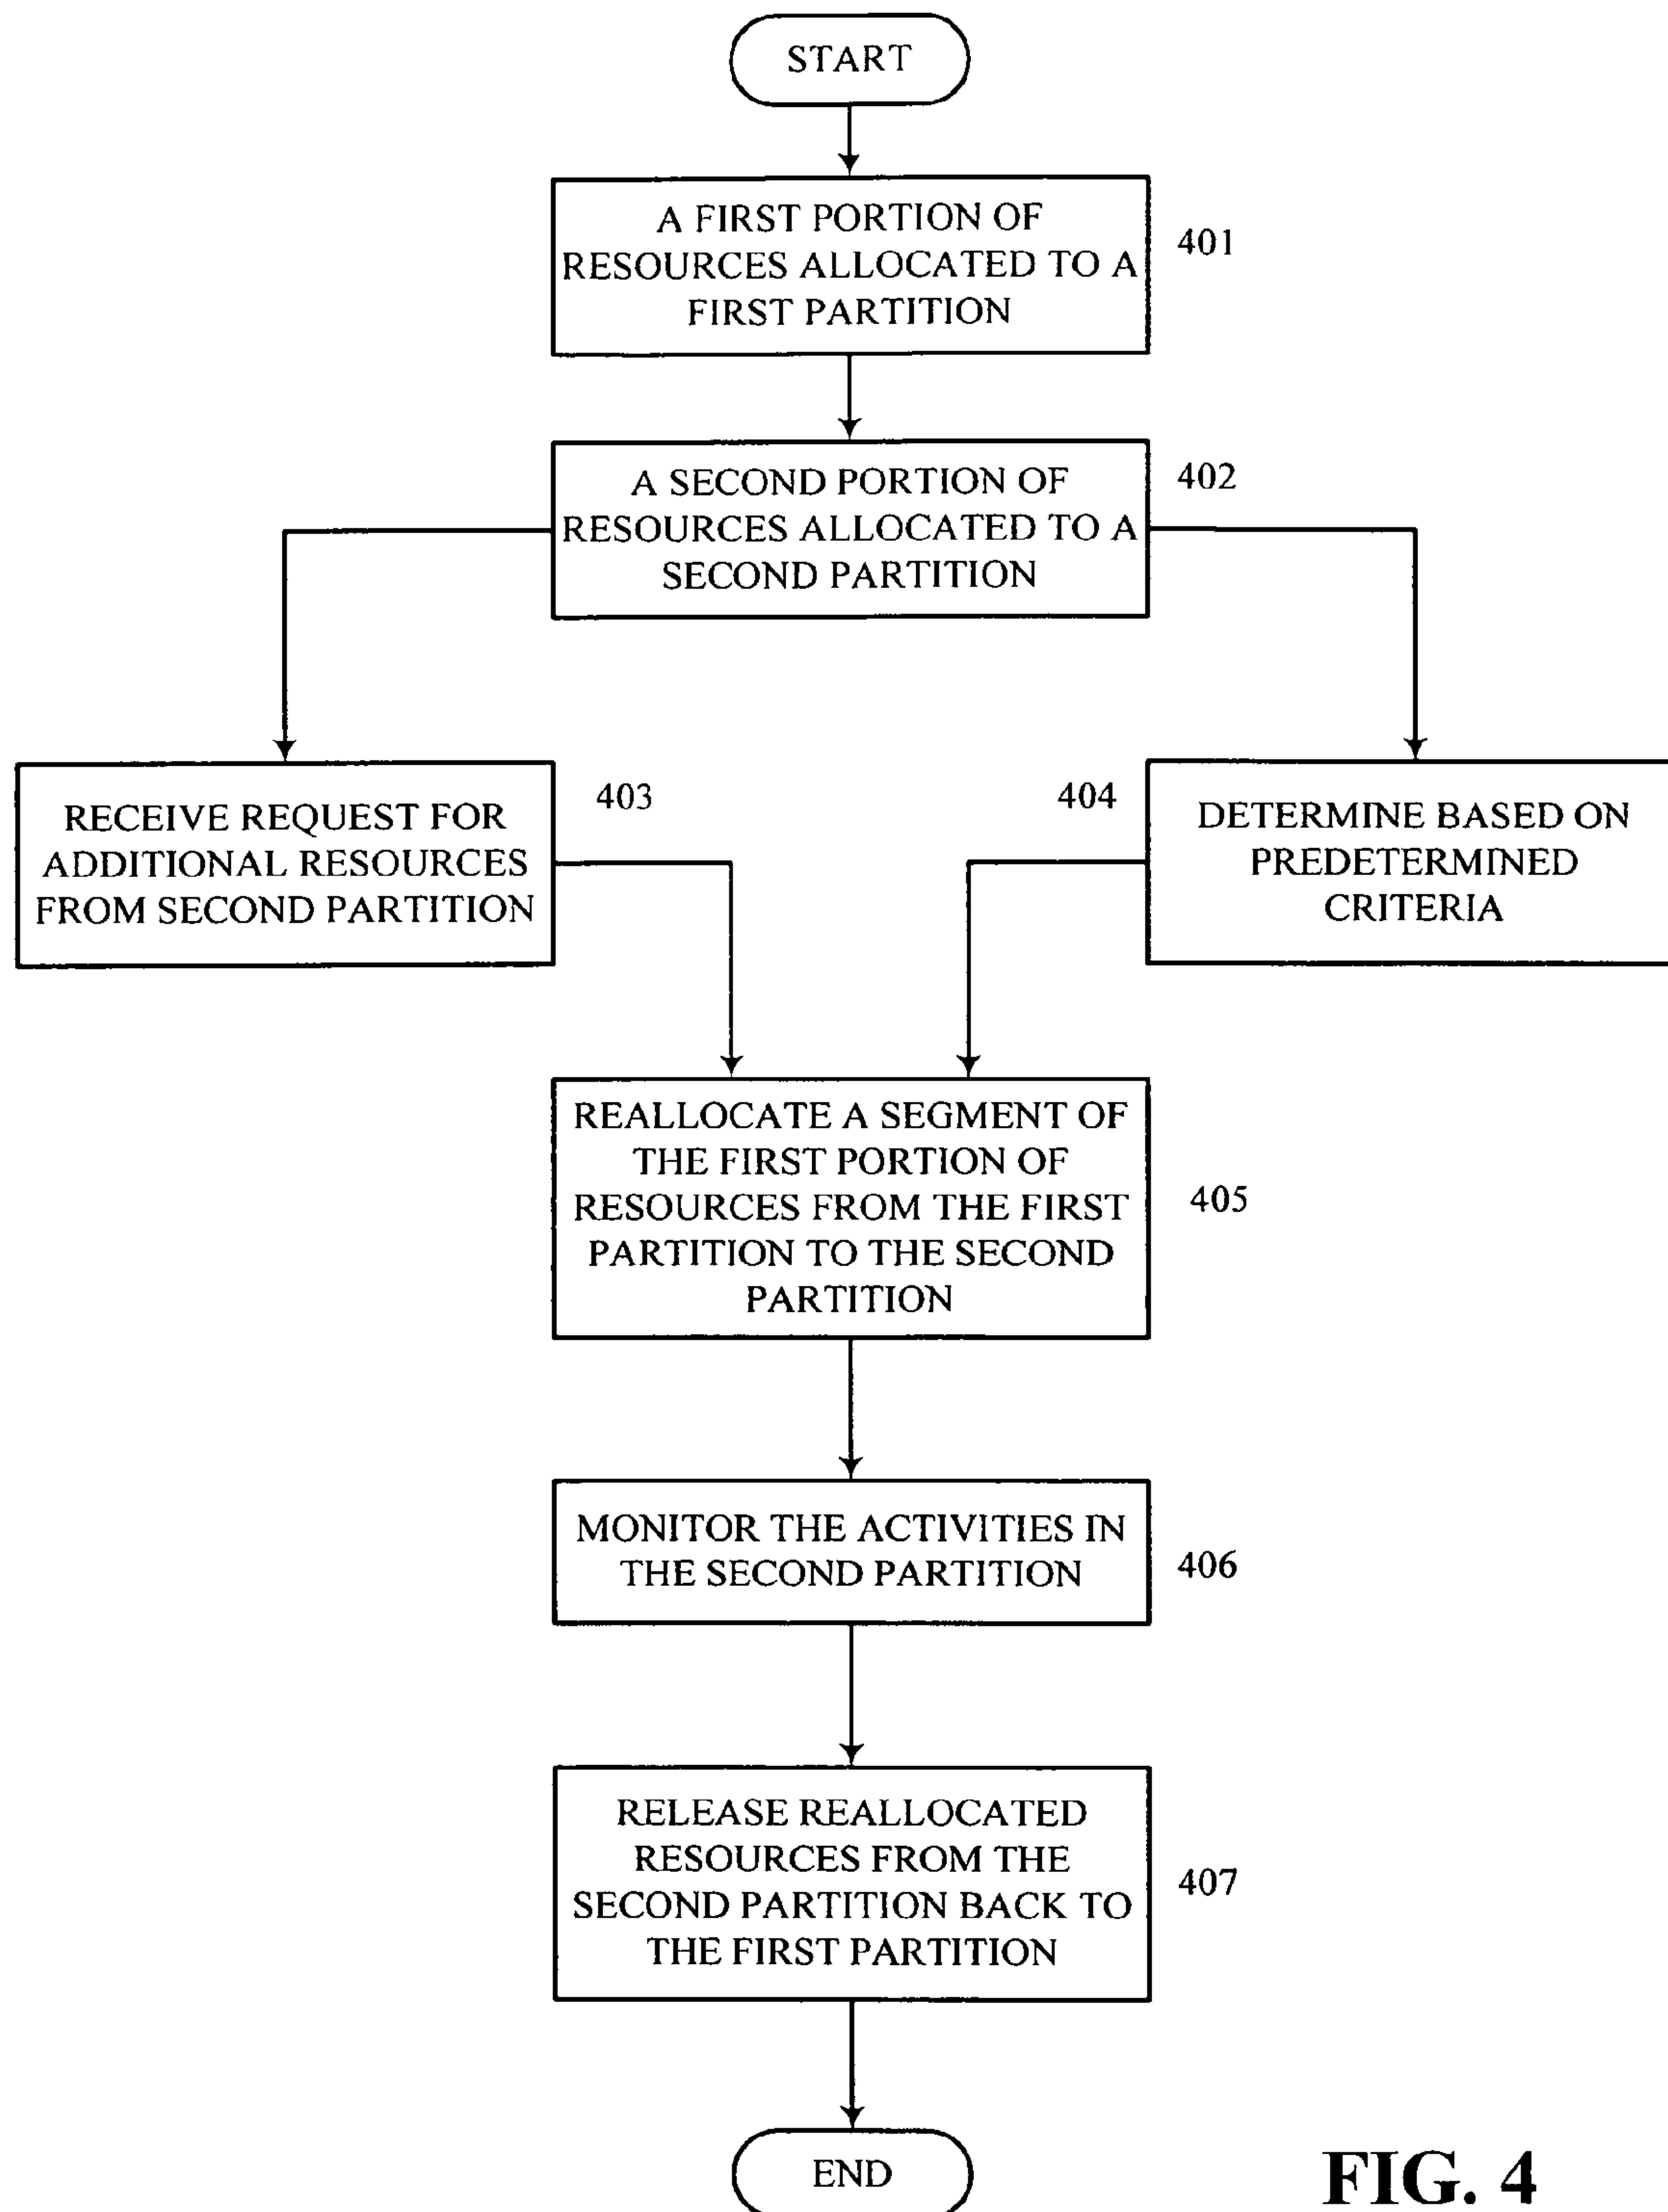 START
A FIRST PORTION OF
RESOURCES ALLOCATED TO A
FIRST PARTITION
401
A SECOND PORTION OF
RESOURCES ALLOCATED TO A
SECOND PARTITION
402
RECEIVE REQUEST FOR
ADDITIONAL RESOURCES
FROM SECOND PARTITION
403
404
DETERMINE BASED ON
PREDETERMINED
CRITERIA
REALLOCATE A SEGMENT OF
THE FIRST PORTION OF
RESOURCES FROM THE FIRST
PARTITION TO THE SECOND
PARTITION
405
MONITOR THE ACTIVITIES IN
THE SECOND PARTITION
406
RELEASE REALLOCATED
RESOURCES FROM THE
SECOND PARTITION BACK TO
THE FIRST PARTITION
407
END
FIG. 4